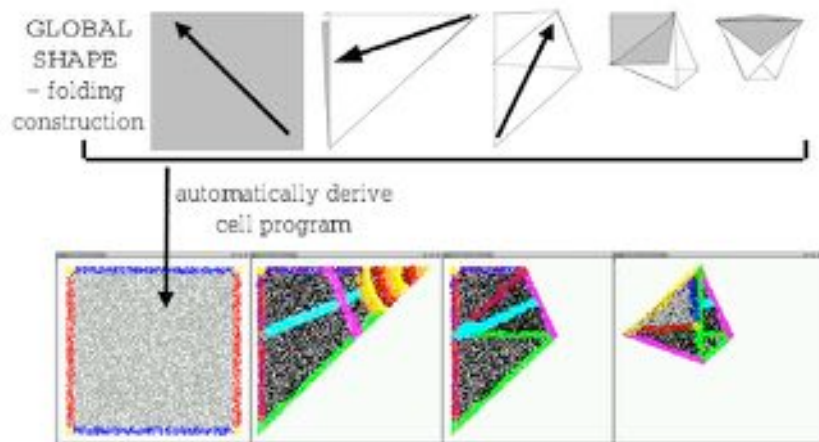 GLOBAL
SHAPE
– folding
construction
automatically derive
cell program